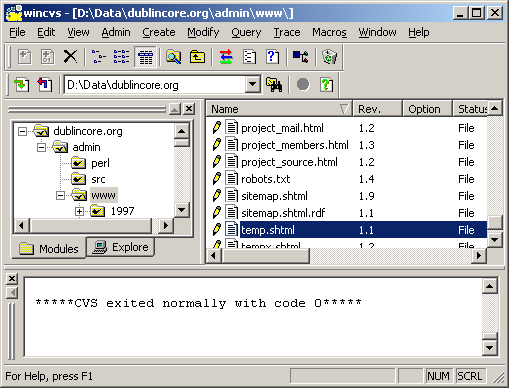 wincvs - [D:\Data\dublincore.org\admin\www\]
File Edit View Admin Create Modify Query Trace Macros Window Help
D:\Data\dublincore.org
dublincore.org
admin
perl
src
www
1997
Modules Explore
Name Rev. Option Status
project_mail.html 1.2 File
project_members.html 1.3 File
project_source.html 1.2 File
robots.txt 1.4 File
sitemap.shtml 1.9 File
sitemap.shtml.rdf 1.1 File
temp.shtml 1.1 File
tempx.shtml 1.2 File
*****CVS exited normally with code 0*****
For Help, press F1 NUM SCRL